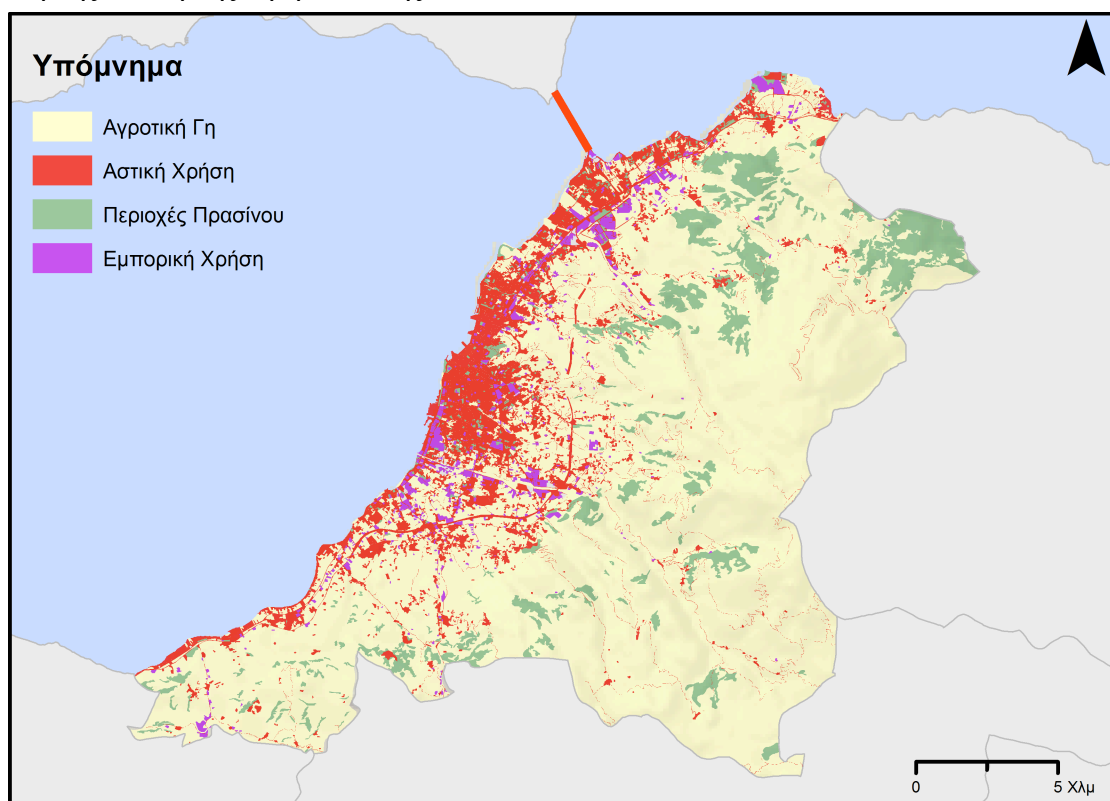 Υπόμνημα
Αγροτική Γη
Αστική Χρήση
Περιοχές Πρασίνου
Εμπορική Χρήση
0 5 Χλμ